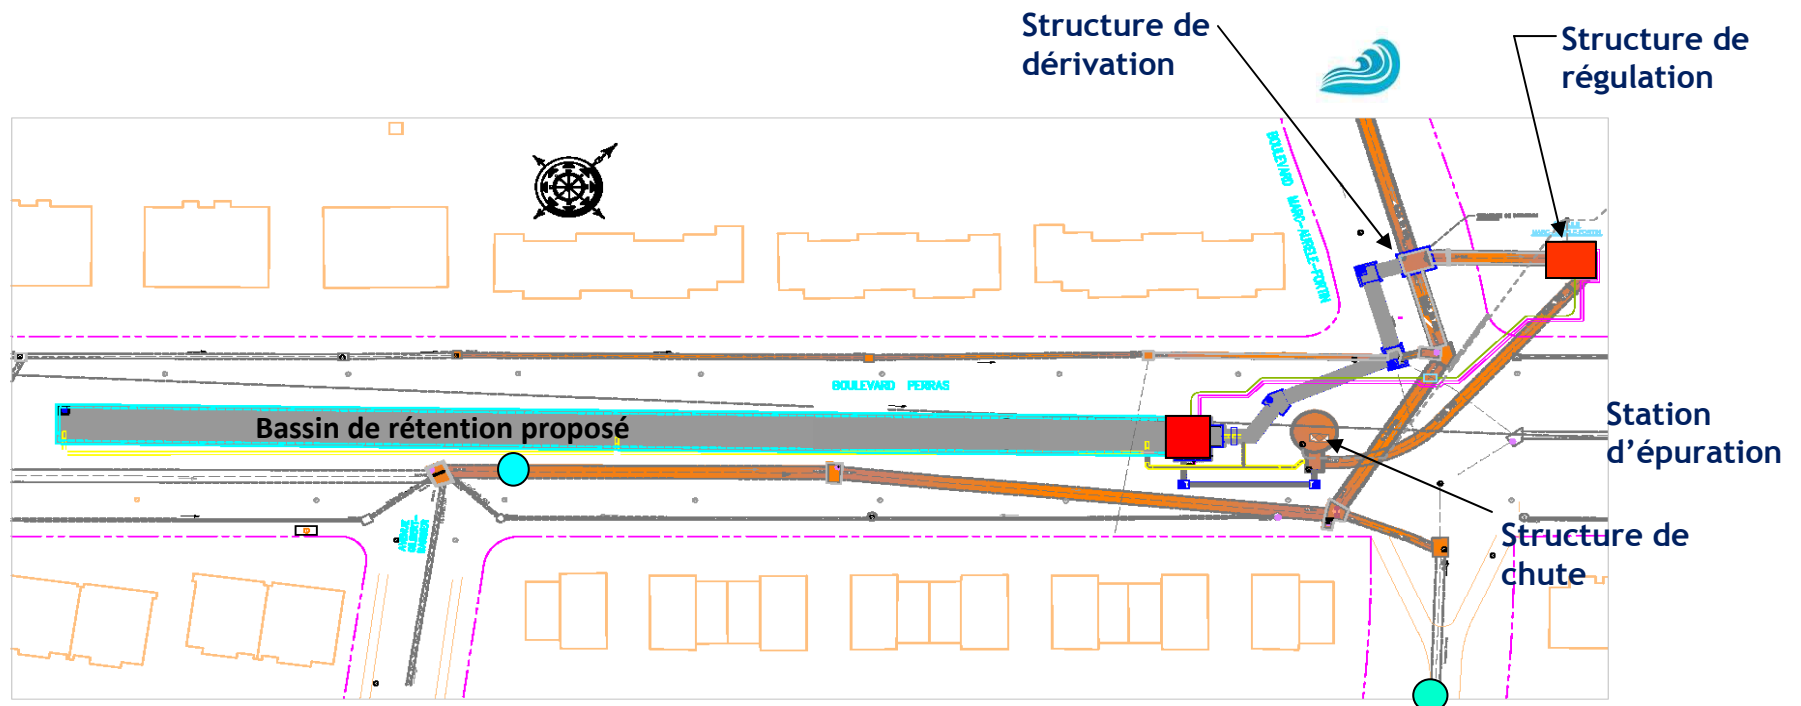 Structure de
dérivation
Structure de
régulation
BOULEVARD MARC-AURELE-FORTIN
BOULEVARD PERRAS
Bassin de rétention proposé
Station
d'épuration
Structure de
chute